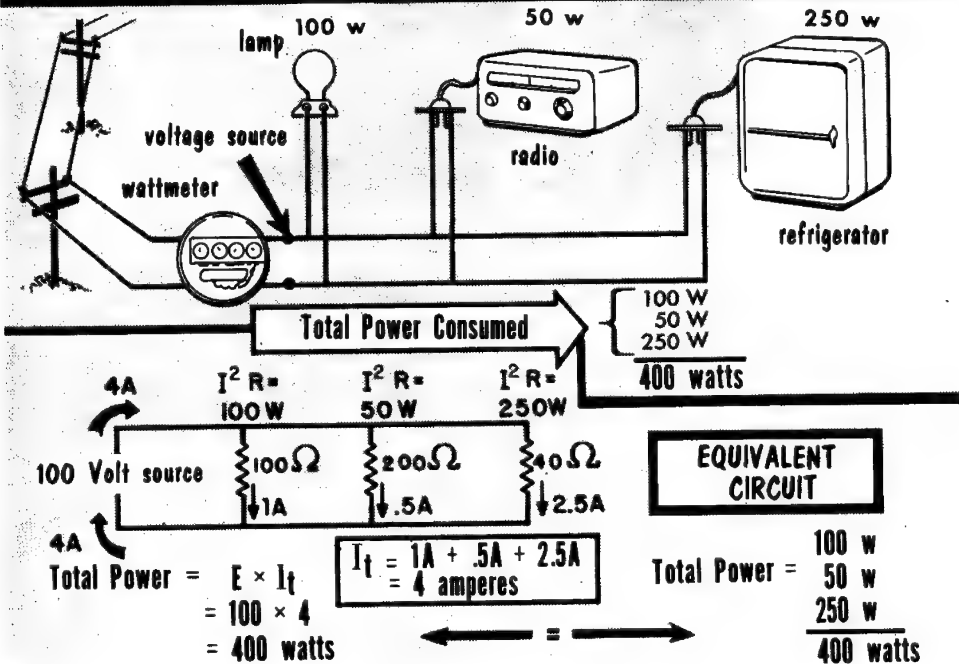 100 w
50 w
250 w
lamp
voltage source
wattmeter
radio
refrigerator
Total Power Consumed
100 W
50 W
250 W
400 watts
4A
I² R=
100 W
I² R=
50 W
I² R=
250W
100 Volt source
100Ω
200Ω
40Ω
1A
.5A
2.5A
EQUIVALENT
CIRCUIT
4A
Total Power = E × It
= 100 × 4
= 400 watts
It = 1A + .5A + 2.5A
= 4 amperes
=
Total Power =
100 w
50 w
250 w
400 watts